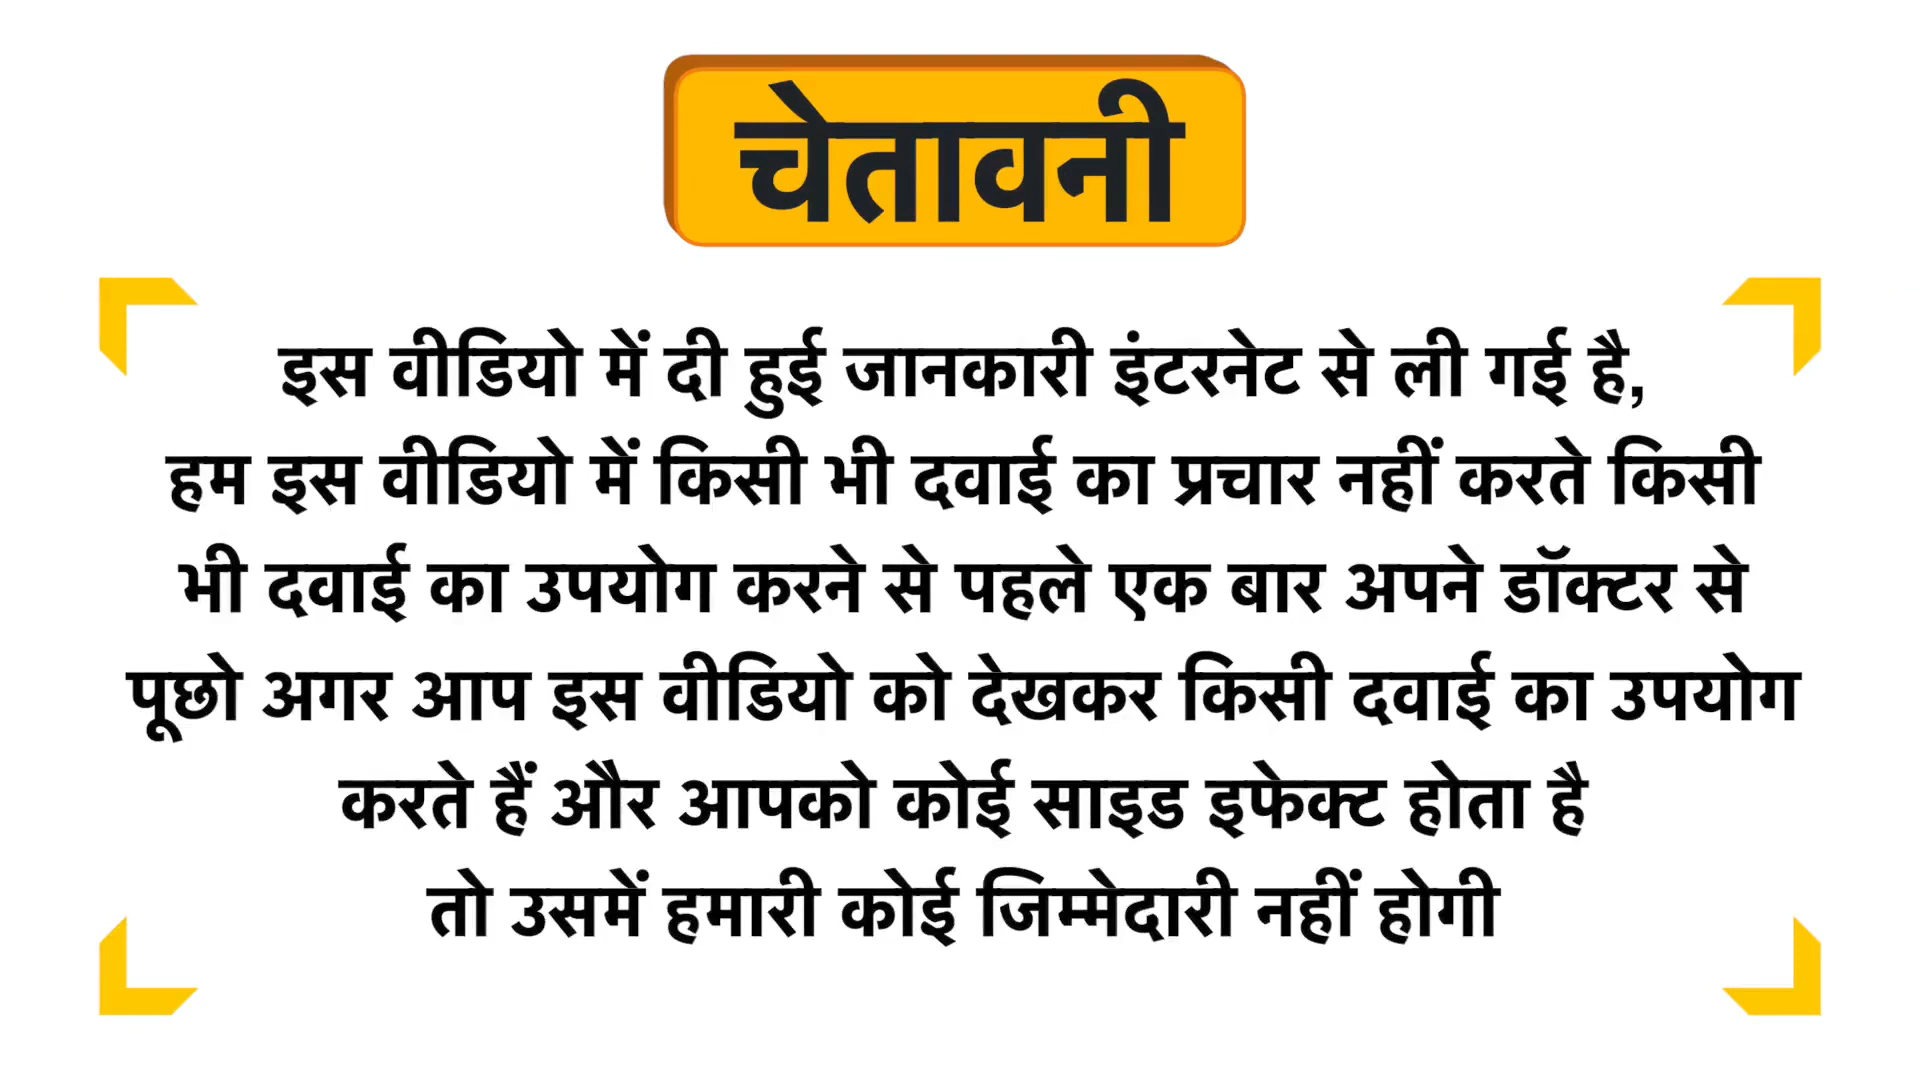 चेतावनी
इस वीडियो में दी हुई जानकारी इंटरनेट से ली गई है,
हम इस वीडियो में किसी भी दवाई का प्रचार नहीं करते किसी
भी दवाई का उपयोग करने से पहले एक बार अपने डॉक्टर से
पूछो अगर आप इस वीडियो को देखकर किसी दवाई का उपयोग
करते हैं और आपको कोई साइड इफेक्ट होता है
तो उसमें हमारी कोई जिम्मेदारी नहीं होगी